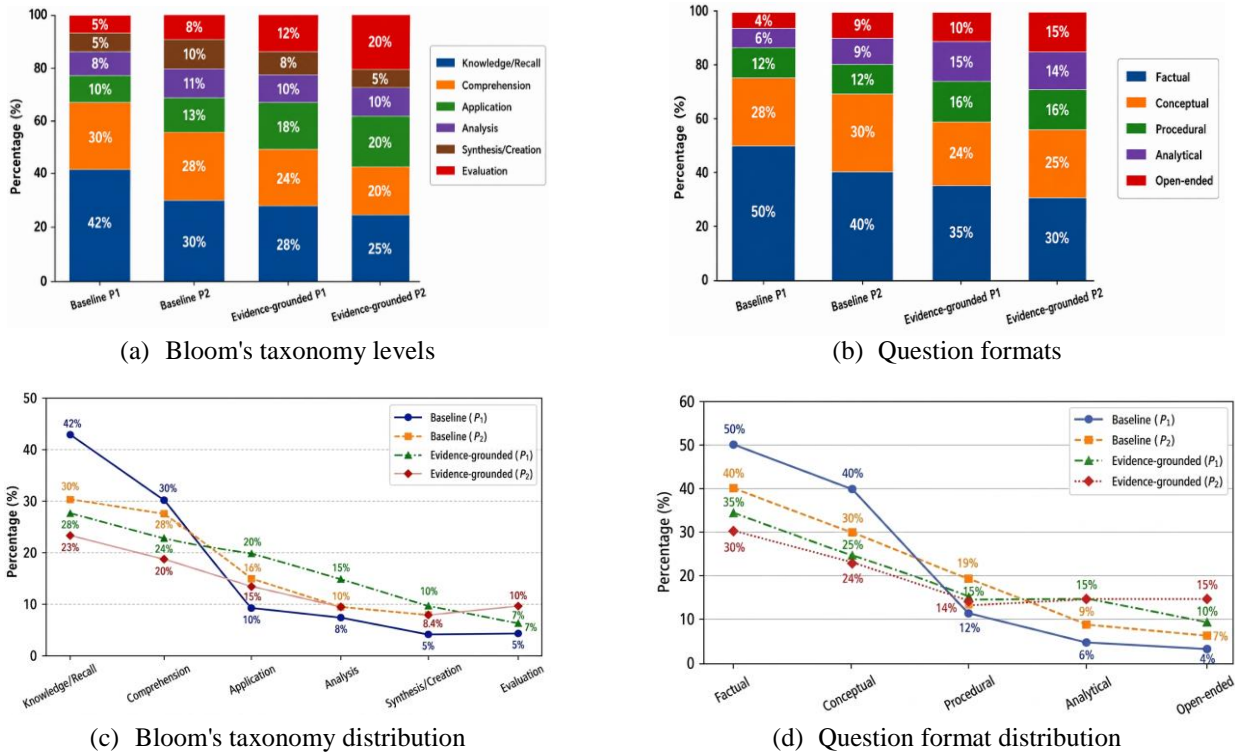 100
80
60
40
20
0
Percentage (%)
5%
5%
8%
10%
30%
42%
8%
10%
11%
13%
28%
30%
12%
8%
10%
18%
24%
28%
20%
5%
10%
20%
20%
25%
Baseline P1
Baseline P2
Evidence-grounded P1
Evidence-grounded P2
Knowledge/Recall
Comprehension
Application
Analysis
Synthesis/Creation
Evaluation
(a) Bloom's taxonomy levels
100
80
60
40
20
0
Percentage (%)
4%
6%
12%
28%
50%
9%
9%
12%
30%
40%
10%
15%
16%
24%
35%
15%
14%
16%
25%
30%
Baseline P1
Baseline P2
Evidence-grounded P1
Evidence-grounded P2
Factual
Conceptual
Procedural
Analytical
Open-ended
(b) Question formats
50
40
30
20
10
0
Percentage (%)
42%
30%
28%
23%
30%
28%
24%
20%
20%
16%
15%
10%
15%
10%
8%
10%
8.4%
5%
10%
7%
7%
5%
Baseline (P1)
Baseline (P2)
Evidence-grounded (P1)
Evidence-grounded (P2)
Knowledge/Recall
Comprehension
Application
Analysis
Synthesis/Creation
Evaluation
(c) Bloom's taxonomy distribution
60
50
40
30
20
10
0
Percentage (%)
50%
40%
35%
30%
40%
30%
25%
24%
19%
15%
14%
12%
15%
9%
6%
15%
10%
7%
4%
Baseline (P1)
Baseline (P2)
Evidence-grounded (P1)
Evidence-grounded (P2)
Factual
Conceptual
Procedural
Analytical
Open-ended
(d) Question format distribution